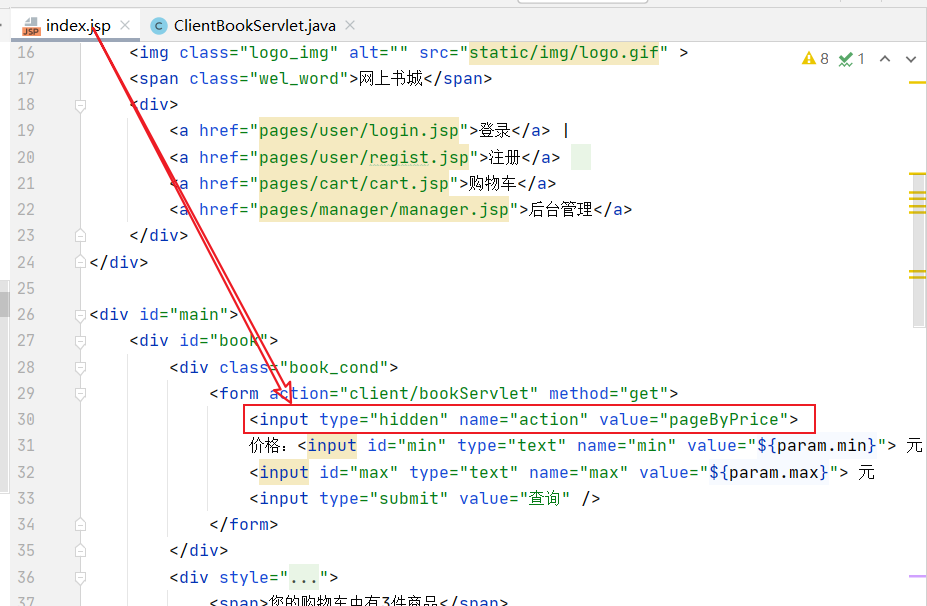 index.jsp
ClientBookServlet.java
8 1
16 <img class="logo_img" alt="" src="static/img/logo.gif" >
17 <span class="wel_word">网上书城</span>
18 <div>
19 <a href="pages/user/login.jsp">登录</a> |
20 <a href="pages/user/regist.jsp">注册</a>
21 <a href="pages/cart/cart.jsp">购物车</a>
22 <a href="pages/manager/manager.jsp">后台管理</a>
23 </div>
24 </div>
25
26 <div id="main">
27 <div id="book">
28 <div class="book_cond">
29 <form action="client/bookServlet" method="get">
30 <input type="hidden" name="action" value="pageByPrice">
31 价格：<input id="min" type="text" name="min" value="${param.min}"> 元
32 <input id="max" type="text" name="max" value="${param.max}"> 元
33 <input type="submit" value="查询" />
34 </form>
35 </div>
36 <div style="...">
37 <span>您的购物车中有3件商品</span>